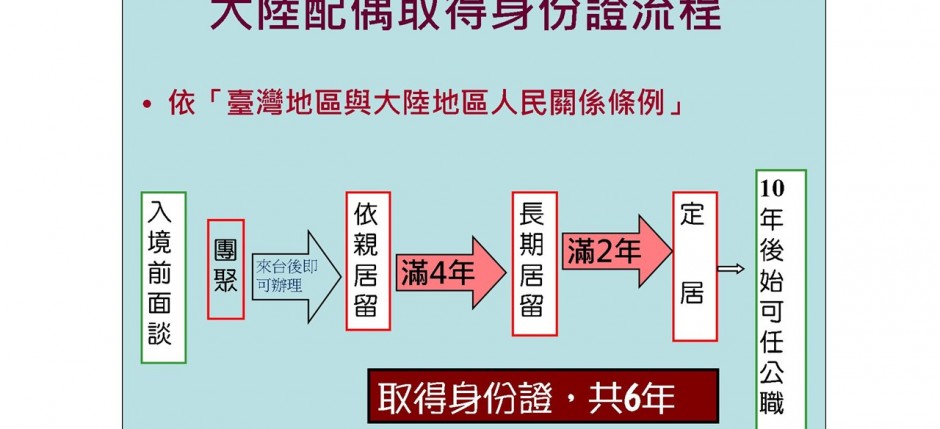 大陸配偶取得身份證流程
• 依「臺灣地區與大陸地區人民關係條例」
入境前面談
團聚
來台後即
可辦理
依親居留
滿4年
長期居留
滿2年
定居
10年後始可任公職
取得身份證，共6年